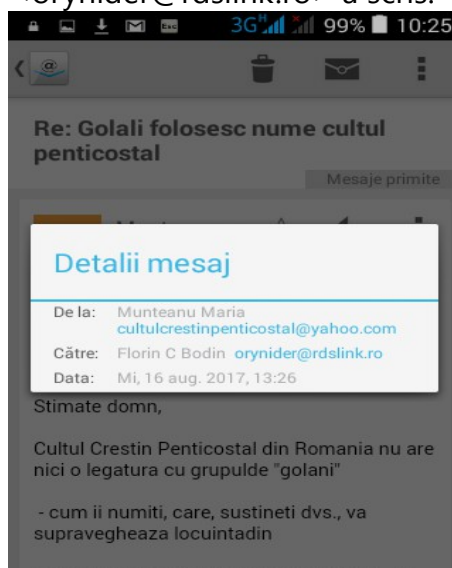 <orynider@rdslink.ro> a scris:
Esc 3G H 99% 10:25
@
Re: Golali folosesc nume cultul
penticostal
Mesaje primite
Detalii mesaj
De la: Munteanu Maria
cultulcrestinpenticostal@yahoo.com
Către: Florin C Bodin orynider@rdslink.ro
Data: Mi, 16 aug. 2017, 13:26
Stimate domn,
Cultul Crestin Penticostal din Romania nu are
nici o legatura cu grupulde "golani"
- cum ii numiti, care, sustineti dvs., va
supravegheaza locuintadin